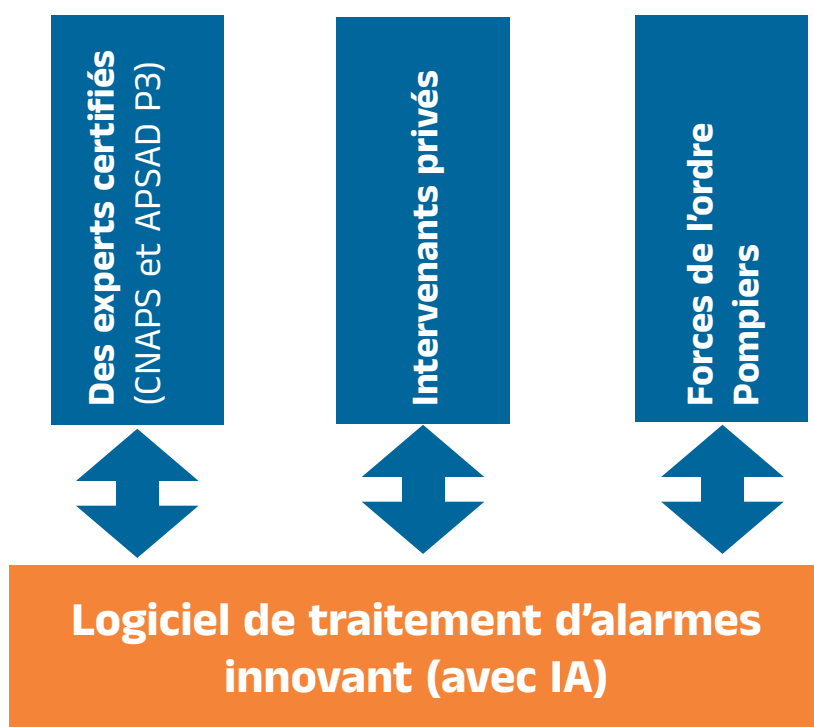 Des experts certifiés
(CNAPS et APSAD P3)
Intervenants privés
Forces de l’ordre
Pompiers
Logiciel de traitement d’alarmes
innovant (avec IA)